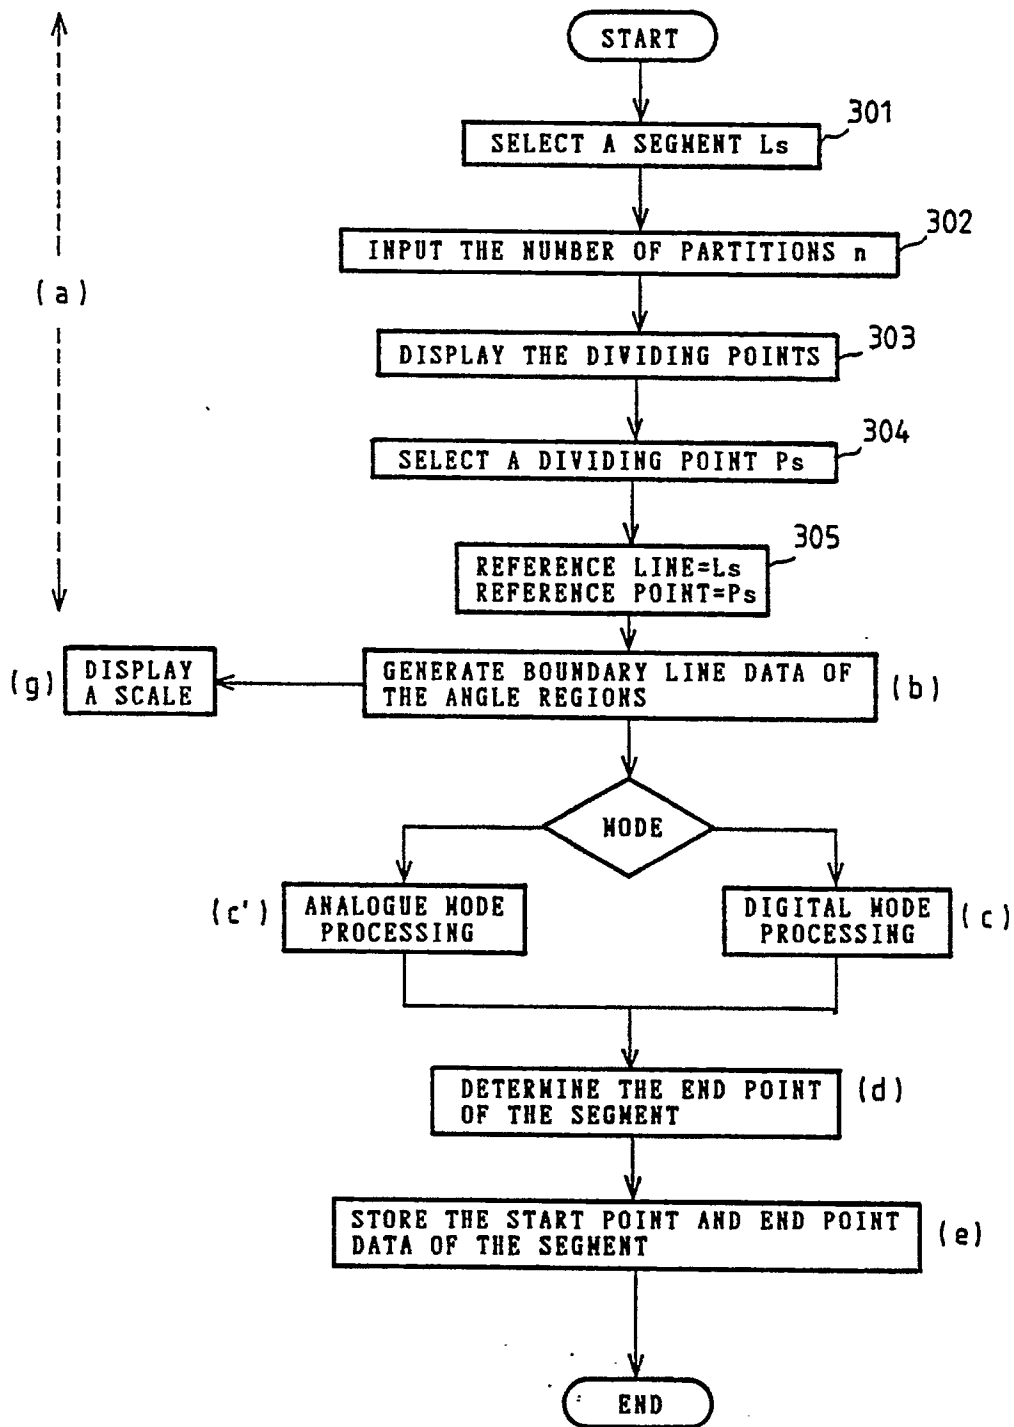 START
301
SELECT A SEGMENT Ls
302
INPUT THE NUMBER OF PARTITIONS n
(a)
303
DISPLAY THE DIVIDING POINTS
304
SELECT A DIVIDING POINT Ps
305
REFERENCE LINE=Ls
REFERENCE POINT=Ps
(g)
DISPLAY
A SCALE
GENERATE BOUNDARY LINE DATA OF
THE ANGLE REGIONS
(b)
MODE
(c')
ANALOGUE MODE
PROCESSING
DIGITAL MODE
PROCESSING
(c)
DETERMINE THE END POINT
OF THE SEGMENT
(d)
STORE THE START POINT AND END POINT
DATA OF THE SEGMENT
(e)
END